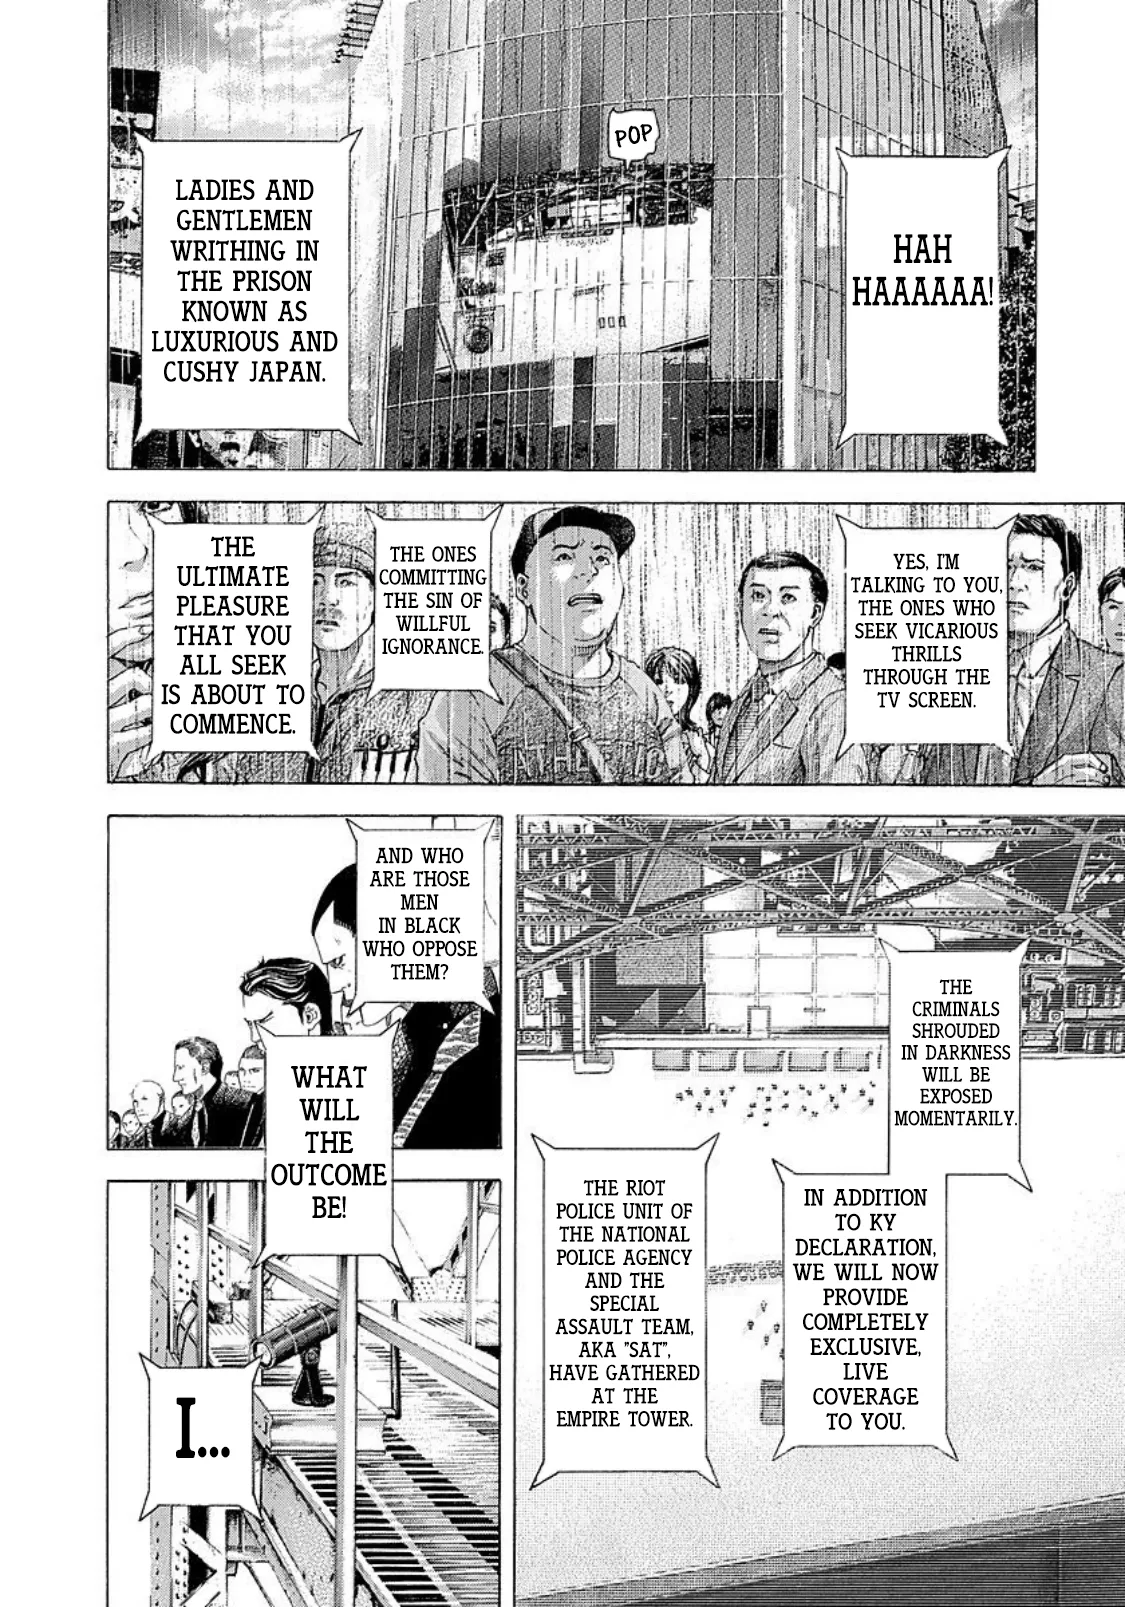 HAH
HAAAAAA!
POP
LADIES AND
GENTLEMEN
WRITHING IN
THE PRISON
KNOWN AS
LUXURIOUS AND
CUSHY JAPAN.
YES, I'M
TALKING TO YOU,
THE ONES WHO
SEEK VICARIOUS
THRILLS
THROUGH THE
TV SCREEN.
THE ONES
COMMITTING
THE SIN OF
WILLFUL
IGNORANCE.
THE
ULTIMATE
PLEASURE
THAT YOU
ALL SEEK
IS ABOUT TO
COMMENCE.
THE
CRIMINALS
SHROUDED
IN DARKNESS
WILL BE
EXPOSED
MOMENTARILY.
IN ADDITION
TO KY
DECLARATION,
WE WILL NOW
PROVIDE
COMPLETELY
EXCLUSIVE,
LIVE
COVERAGE
TO YOU.
THE RIOT
POLICE UNIT OF
THE NATIONAL
POLICE AGENCY
AND THE
SPECIAL
ASSAULT TEAM,
AKA "SAT",
HAVE GATHERED
AT THE
EMPIRE TOWER.
AND WHO
ARE THOSE
MEN
IN BLACK
WHO OPPOSE
THEM?
WHAT
WILL
THE
OUTCOME
BE!
I...